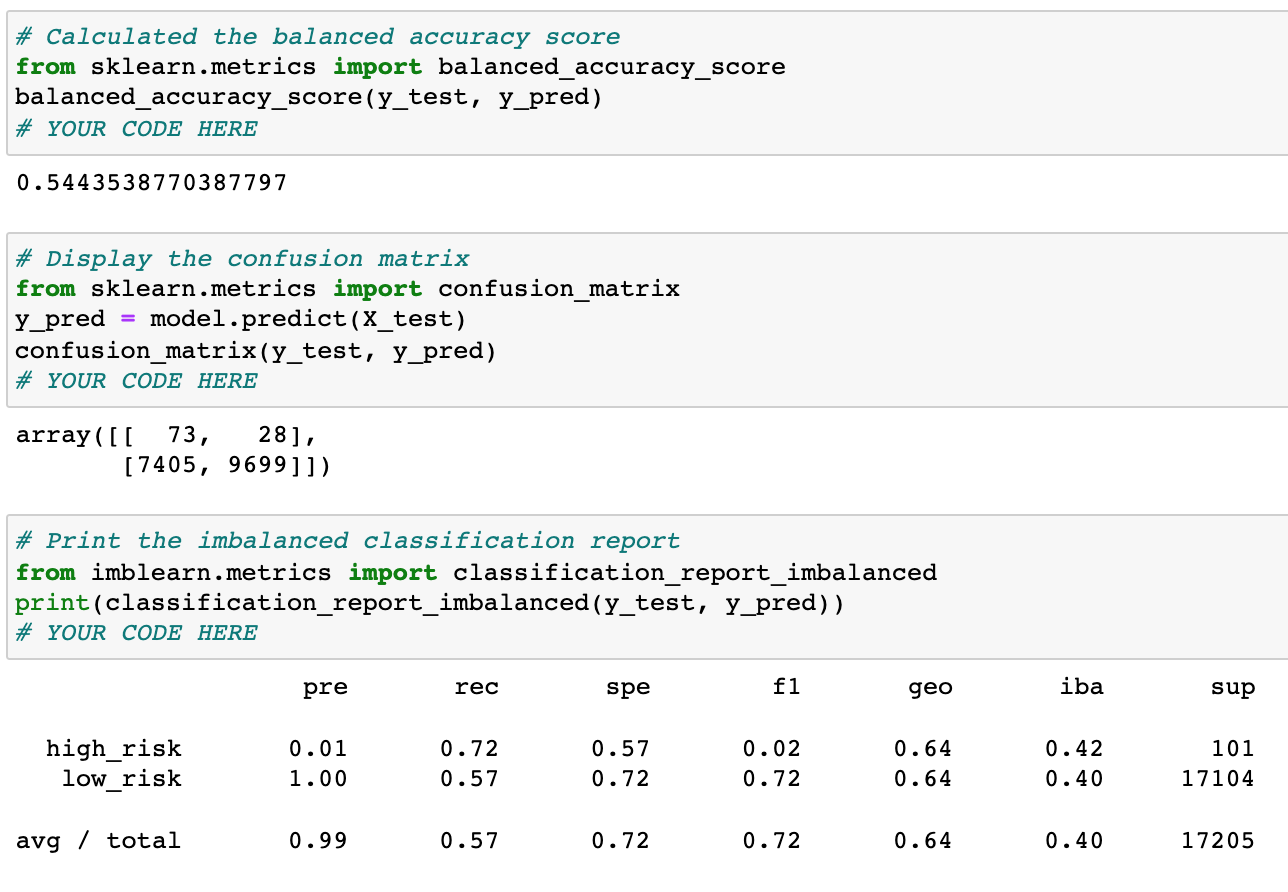 # Calculated the balanced accuracy score
from sklearn.metrics import balanced_accuracy_score
balanced_accuracy_score(y_test, y_pred)
# YOUR CODE HERE
0.5443538770387797
# Display the confusion matrix
from sklearn.metrics import confusion_matrix
y_pred = model.predict(X_test)
confusion_matrix(y_test, y_pred)
# YOUR CODE HERE
array([[  73,   28],
       [7405, 9699]])
# Print the imbalanced classification report
from imblearn.metrics import classification_report_imbalanced
print(classification_report_imbalanced(y_test, y_pred))
# YOUR CODE HERE
                   pre       rec       spe        f1       geo       iba       sup
  high_risk       0.01      0.72      0.57      0.02      0.64      0.42       101
   low_risk       1.00      0.57      0.72      0.72      0.64      0.40     17104
avg / total       0.99      0.57      0.72      0.72      0.64      0.40     17205